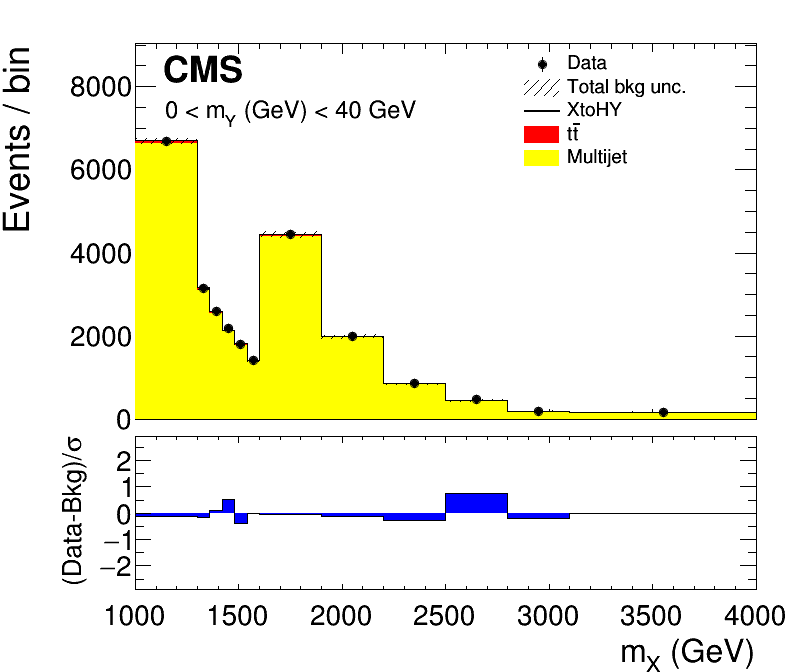 Events / bin
8000
6000
4000
2000
0
CMS
0 < m_Y (GeV) < 40 GeV
Data
Total bkg unc.
XtoHY
tt̄
Multijet
(Data-Bkg)/σ
2
1
0
−1
−2
1000 1500 2000 2500 3000 3500 4000
m_X (GeV)